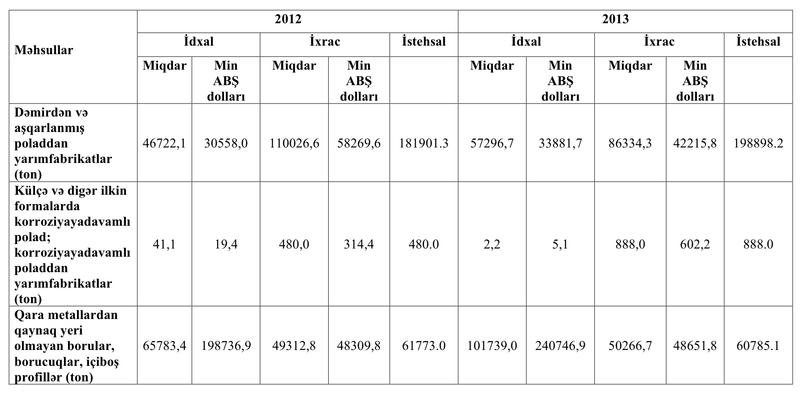 Məhsullar 2012 2013
İdxal İxrac İstehsal İdxal İxrac İstehsal
Miqdar Min ABŞ dolları Miqdar Min ABŞ dolları Miqdar Min ABŞ dolları Miqdar Min ABŞ dolları
Dəmirdən və
aşqarlanmış
poladdan
yarımfabrikatlar
(ton)
46722,1 30558,0 110026,6 58269,6 181901.3 57296,7 33881,7 86334,3 42215,8 198898.2
Külçə və digər ilkin
formalarda
korroziyayadavamlı
polad;
korroziyayadavamlı
poladdan
yarımfabrikatlar
(ton)
41,1 19,4 480,0 314,4 480.0 2,2 5,1 888,0 602,2 888.0
Qara metallardan
qaynaq yeri
olmayan borular,
borucuqlar, içiboş
profillər (ton)
65783,4 198736,9 49312,8 48309,8 61773.0 101739,0 240746,9 50266,7 48651,8 60785.1